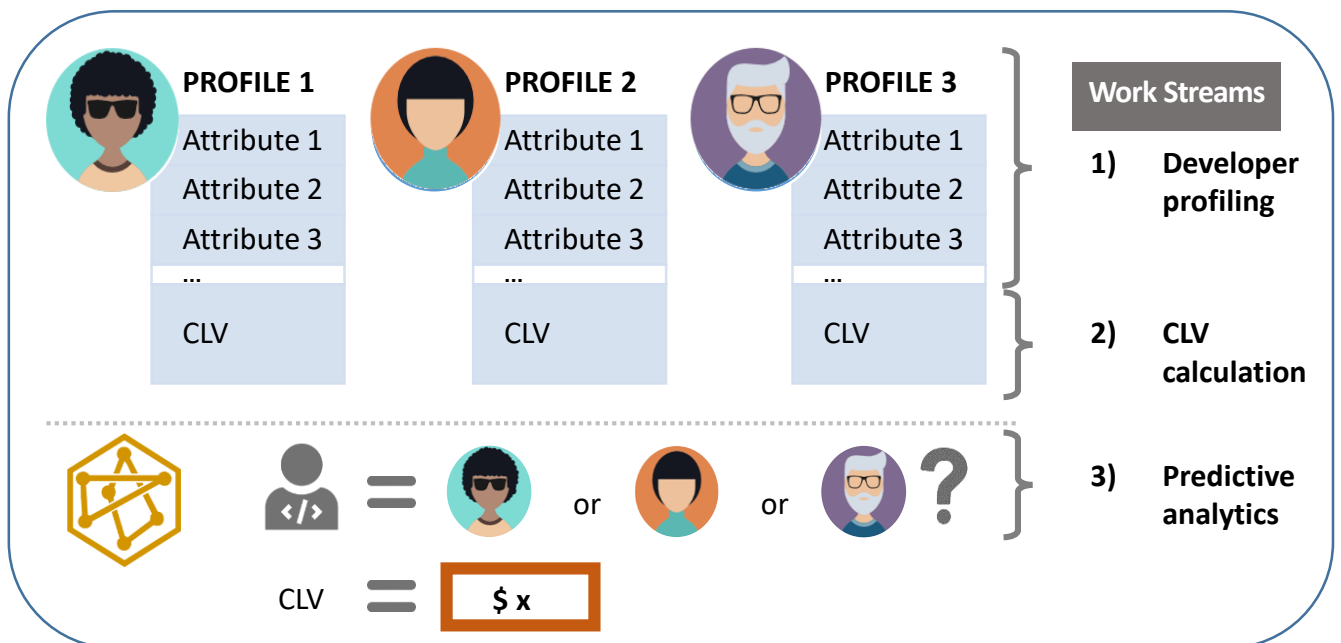 PROFILE 1
Attribute 1
Attribute 2
Attribute 3
...
CLV
PROFILE 2
Attribute 1
Attribute 2
Attribute 3
...
CLV
PROFILE 3
Attribute 1
Attribute 2
Attribute 3
...
CLV
Work Streams
1) Developer
profiling
2) CLV
calculation
3) Predictive
analytics
</> = or or ?
CLV = $ x